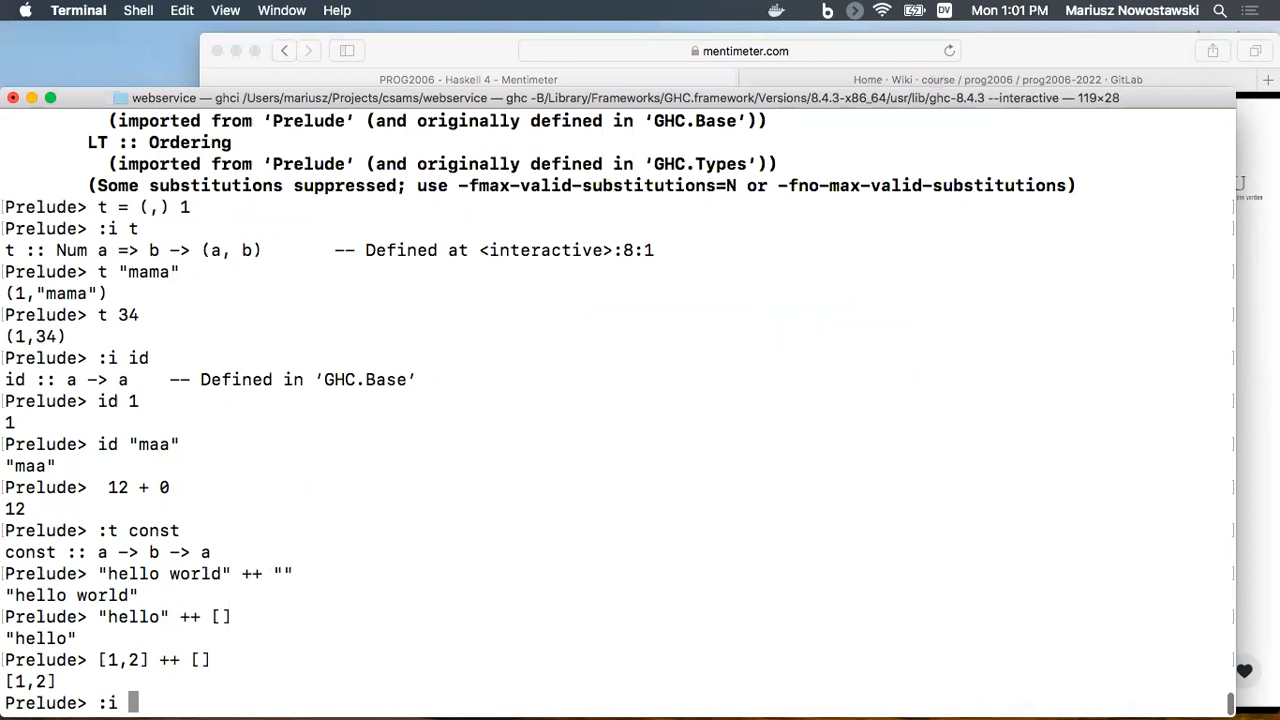 Terminal Shell Edit View Window Help DV Mon 1:01 PM Mariusz Nowostawski
mentimeter.com
PROG2006 - Haskell 4 - Mentimeter Home · Wiki · course / prog2006 / prog2006-2022 · GitLab
webservice — ghci /Users/mariusz/Projects/csams/webservice — ghc -B/Library/Frameworks/GHC.framework/Versions/8.4.3-x86_64/usr/lib/ghc-8.4.3 --interactive — 119×28
(imported from ‘Prelude’ (and originally defined in ‘GHC.Base’))
LT :: Ordering
(imported from ‘Prelude’ (and originally defined in ‘GHC.Types’))
(Some substitutions suppressed; use -fmax-valid-substitutions=N or -fno-max-valid-substitutions)
Prelude> t = (,) 1
Prelude> :i t
t :: Num a => b -> (a, b) -- Defined at <interactive>:8:1
Prelude> t "mama"
(1,"mama")
Prelude> t 34
(1,34)
Prelude> :i id
id :: a -> a -- Defined in ‘GHC.Base’
Prelude> id 1
1
Prelude> id "maa"
"maa"
Prelude>  12 + 0
12
Prelude> :t const
const :: a -> b -> a
Prelude> "hello world" ++ ""
"hello world"
Prelude> "hello" ++ []
"hello"
Prelude> [1,2] ++ []
[1,2]
Prelude> :i